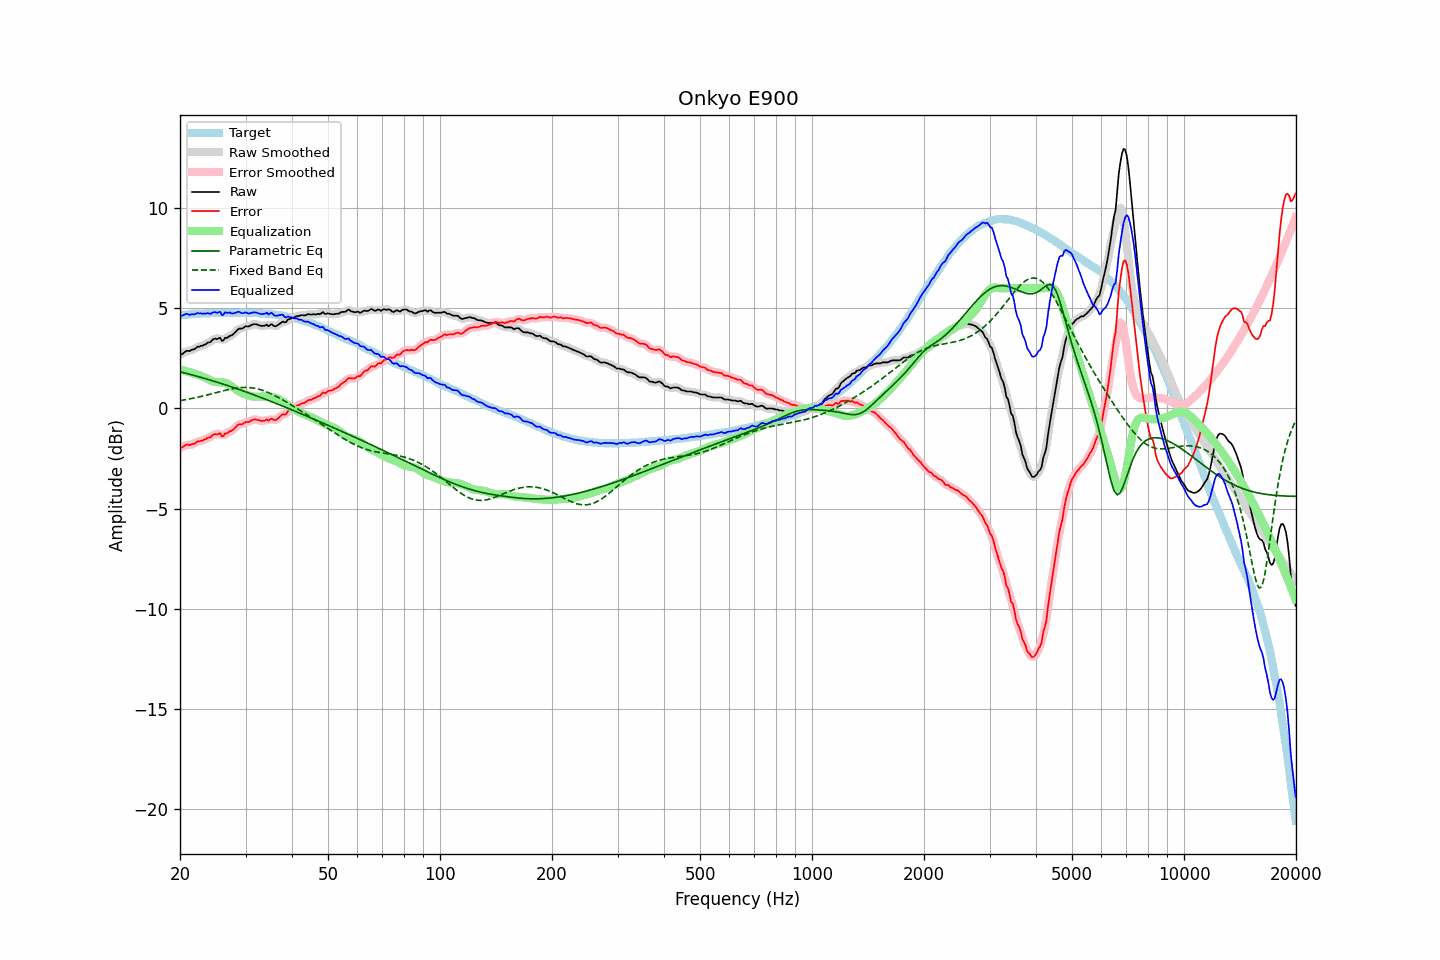 Onkyo E900
Target
Raw Smoothed
Error Smoothed
Raw
Error
Equalization
Parametric Eq
Fixed Band Eq
Equalized
10
5
0
−5
−10
−15
−20
Amplitude (dBr)
20 50 100 200 500 1000 2000 5000 10000 20000
Frequency (Hz)